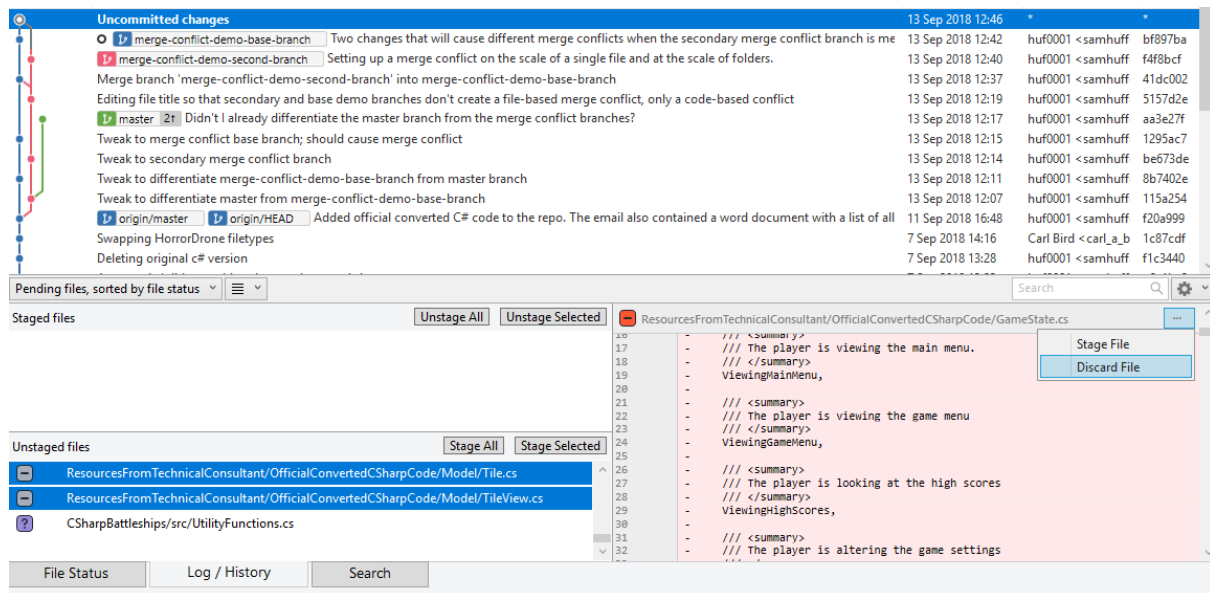 Uncommitted changes 13 Sep 2018 12:46 * *
merge-conflict-demo-base-branch Two changes that will cause different merge conflicts when the secondary merge conflict branch is me 13 Sep 2018 12:42 huf0001 <samhuff bf897ba
merge-conflict-demo-second-branch Setting up a merge conflict on the scale of a single file and at the scale of folders. 13 Sep 2018 12:40 huf0001 <samhuff f4f8bcf
Merge branch 'merge-conflict-demo-second-branch' into merge-conflict-demo-base-branch 13 Sep 2018 12:37 huf0001 <samhuff 41dc002
Editing file title so that secondary and base demo branches don't create a file-based merge conflict, only a code-based conflict 13 Sep 2018 12:19 huf0001 <samhuff 5157d2e
master 2↑ Didn't I already differentiate the master branch from the merge conflict branches? 13 Sep 2018 12:17 huf0001 <samhuff aa3e27f
Tweak to merge conflict base branch; should cause merge conflict 13 Sep 2018 12:15 huf0001 <samhuff 1295ac7
Tweak to secondary merge conflict branch 13 Sep 2018 12:14 huf0001 <samhuff be673de
Tweak to differentiate merge-conflict-demo-base-branch from master branch 13 Sep 2018 12:11 huf0001 <samhuff 8b7402e
Tweak to differentiate master from merge-conflict-demo-base-branch 13 Sep 2018 12:07 huf0001 <samhuff 115a254
origin/master origin/HEAD Added official converted C# code to the repo. The email also contained a word document with a list of all 11 Sep 2018 16:48 huf0001 <samhuff f20a999
Swapping HorrorDrone filetypes 7 Sep 2018 14:16 Carl Bird <carl_a_b 1c87cdf
Deleting original c# version 7 Sep 2018 13:28 huf0001 <samhuff f1c3440
Pending files, sorted by file status Search
Staged files Unstage All Unstage Selected
Unstaged files Stage All Stage Selected
ResourcesFromTechnicalConsultant/OfficialConvertedCSharpCode/Model/Tile.cs
ResourcesFromTechnicalConsultant/OfficialConvertedCSharpCode/Model/TileView.cs
? CSharpBattleships/src/UtilityFunctions.cs
ResourcesFromTechnicalConsultant/OfficialConvertedCSharpCode/GameState.cs ...
Stage File
Discard File
16 - /// <summary>
17 - /// The player is viewing the main menu.
18 - /// </summary>
19 - ViewingMainMenu,
20 -
21 - /// <summary>
22 - /// The player is viewing the game menu
23 - /// </summary>
24 - ViewingGameMenu,
25 -
26 - /// <summary>
27 - /// The player is looking at the high scores
28 - /// </summary>
29 - ViewingHighScores,
30 -
31 - /// <summary>
32 - /// The player is altering the game settings
File Status Log / History Search